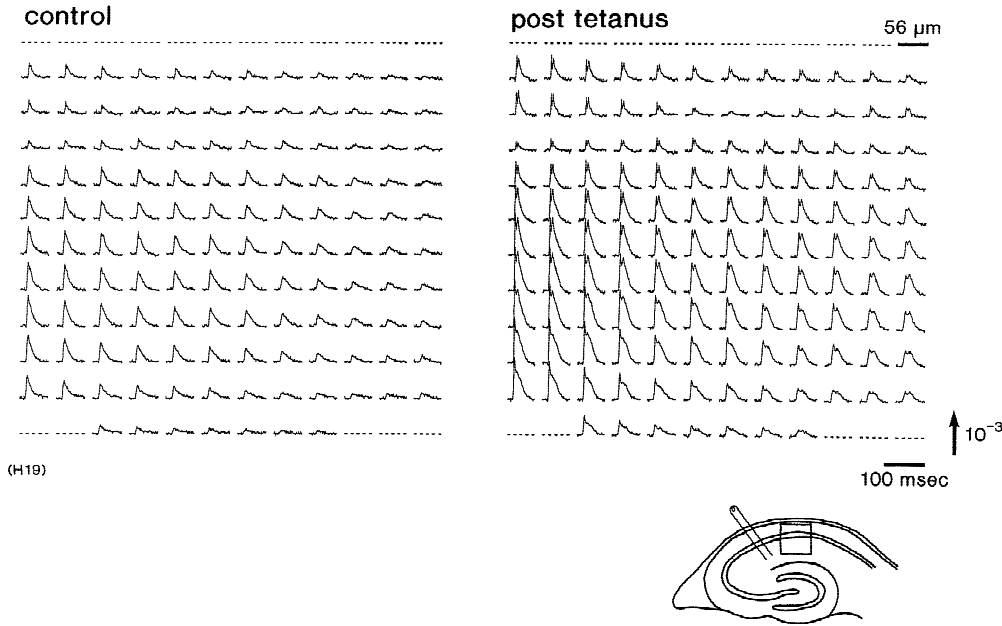 control
post tetanus
56 μm
10⁻³
(H19)
100 msec